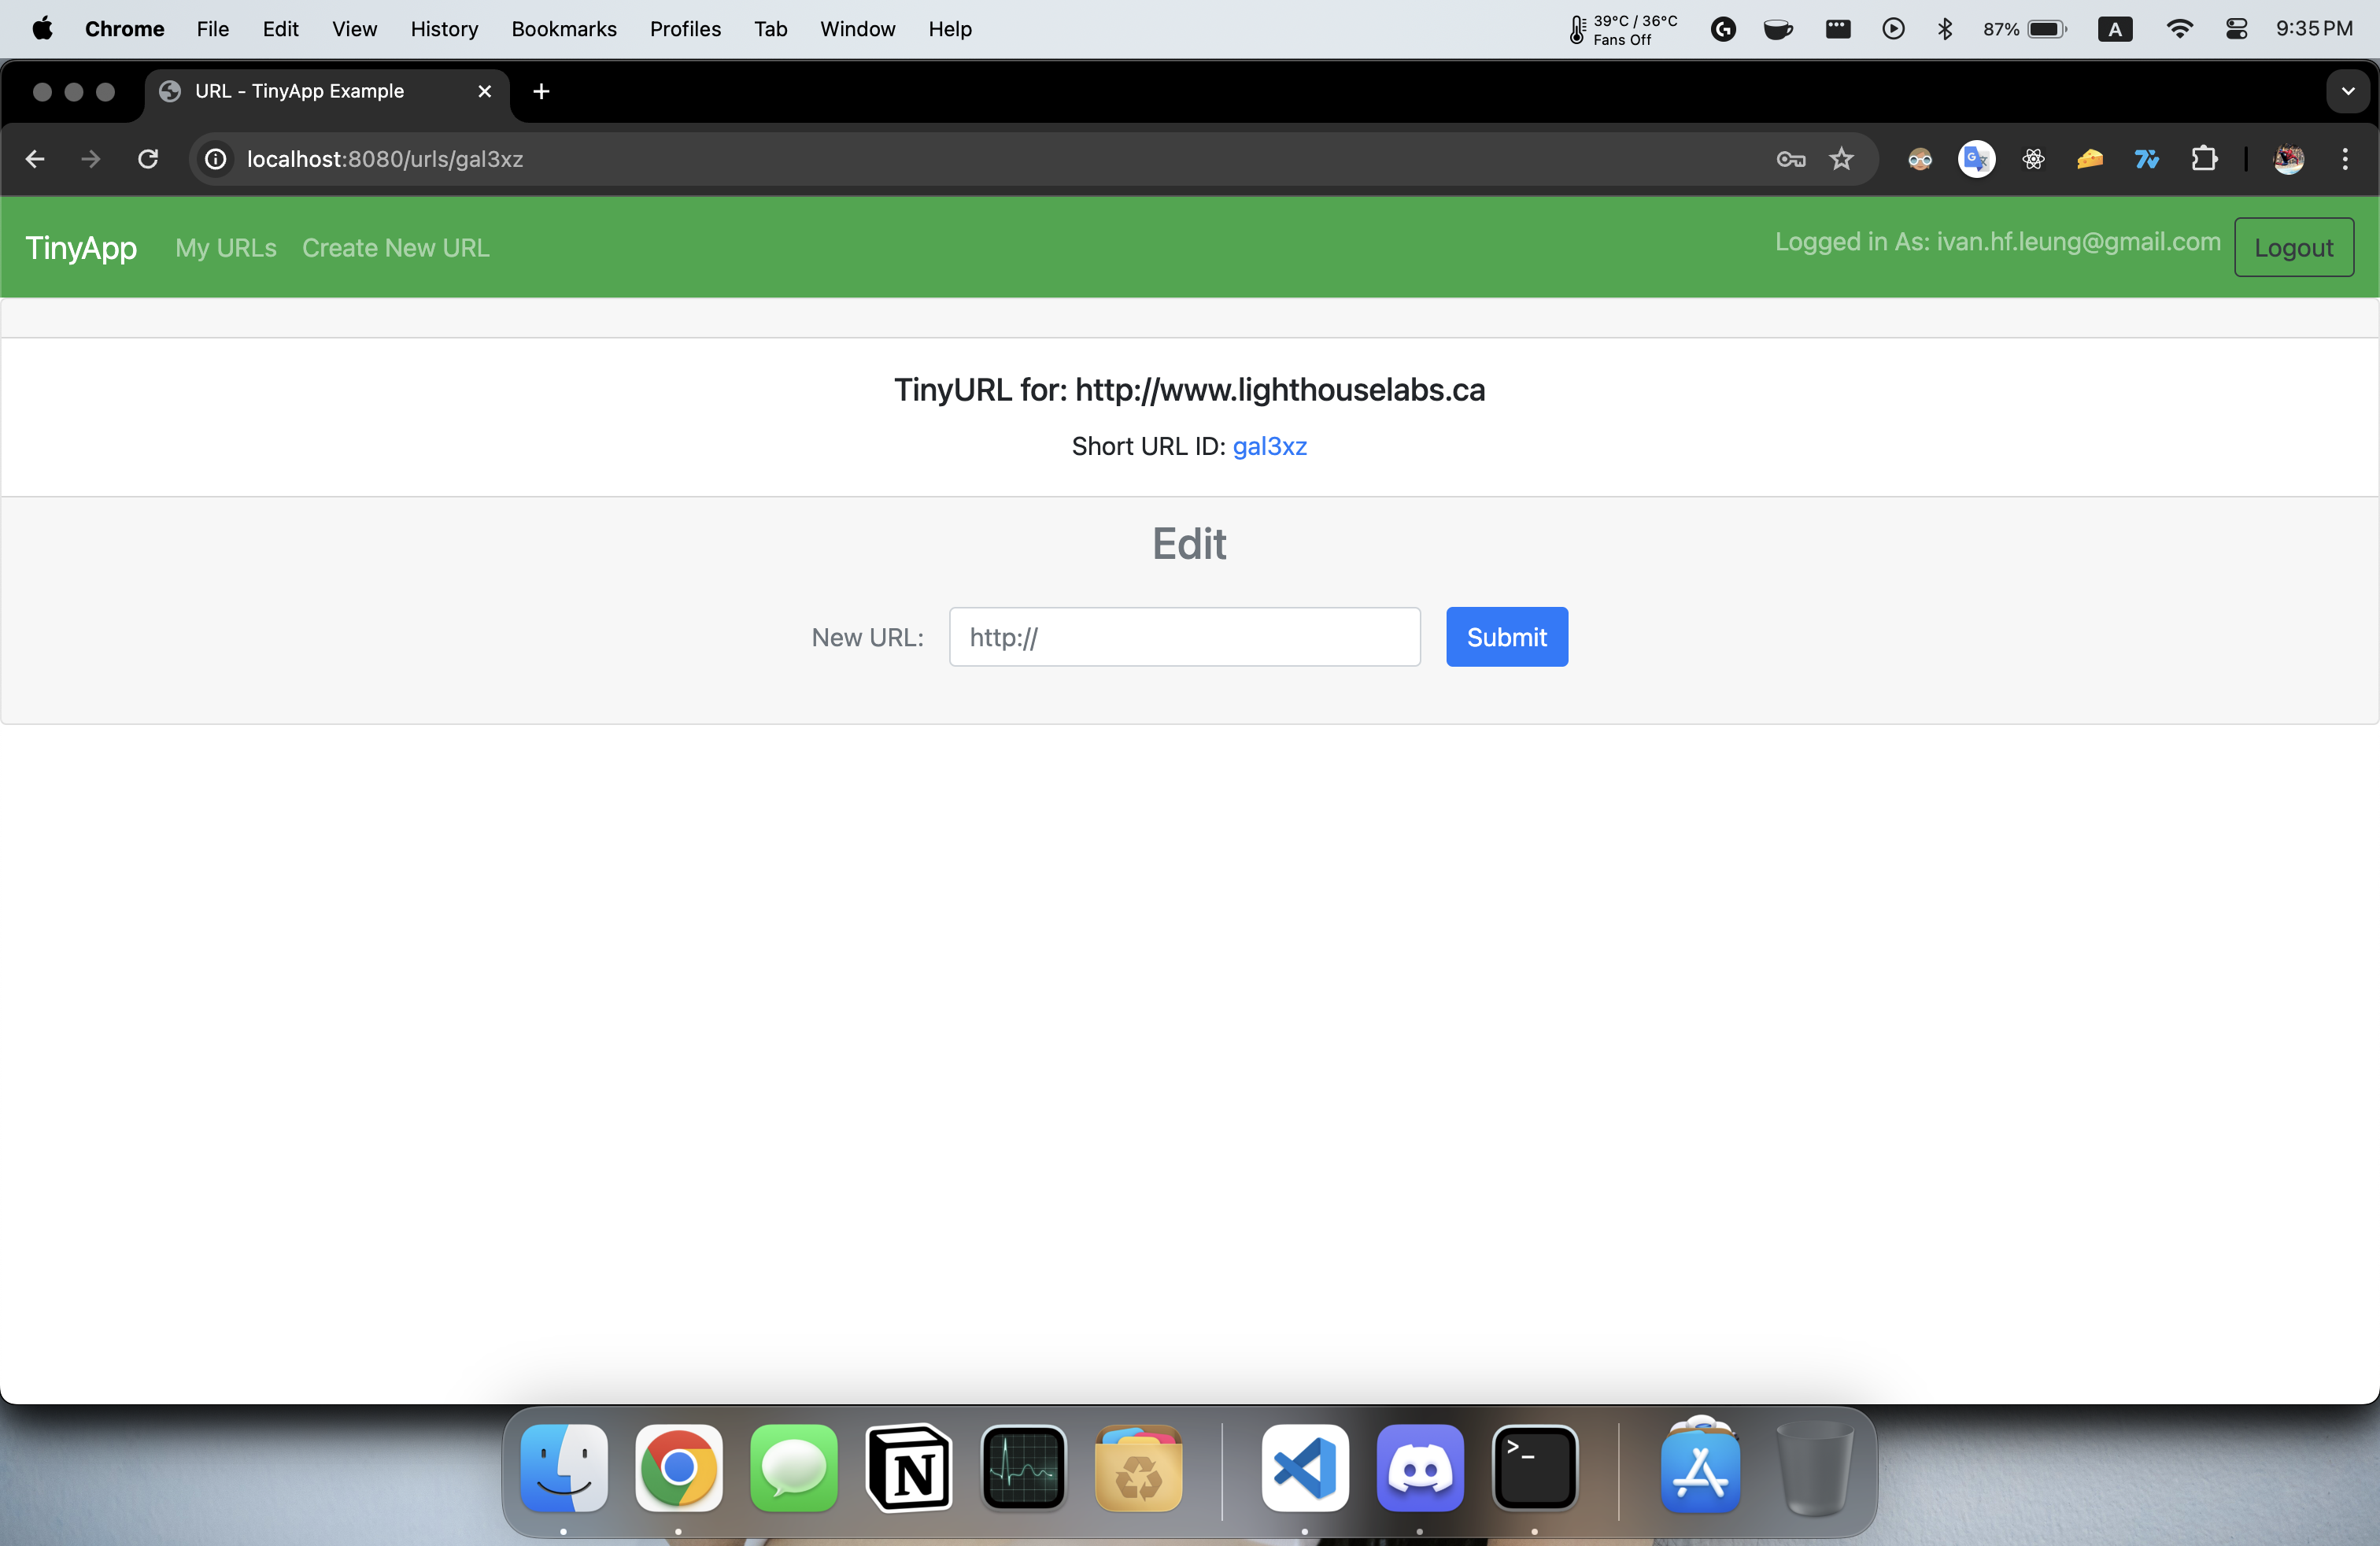 Chrome File Edit View History Bookmarks Profiles Tab Window Help
39°C / 36°C
Fans Off
87% A 9:35 PM
URL - TinyApp Example
localhost:8080/urls/gal3xz
TinyApp My URLs Create New URL Logged in As: ivan.hf.leung@gmail.com Logout
TinyURL for: http://www.lighthouselabs.ca
Short URL ID: gal3xz
Edit
New URL: http:// Submit